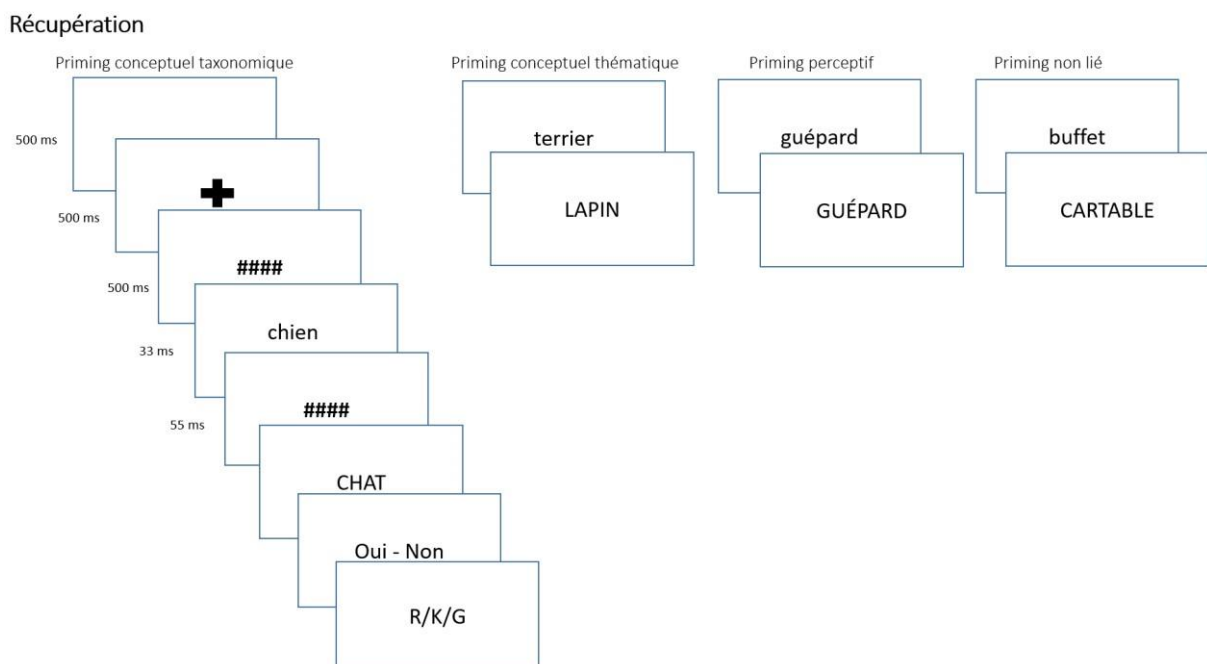 Récupération
Priming conceptuel taxonomique
500 ms
500 ms
500 ms
33 ms
55 ms
####
chien
####
CHAT
Oui - Non
R/K/G
Priming conceptuel thématique
terrier
LAPIN
Priming perceptif
guépard
GUÉPARD
Priming non lié
buffet
CARTABLE